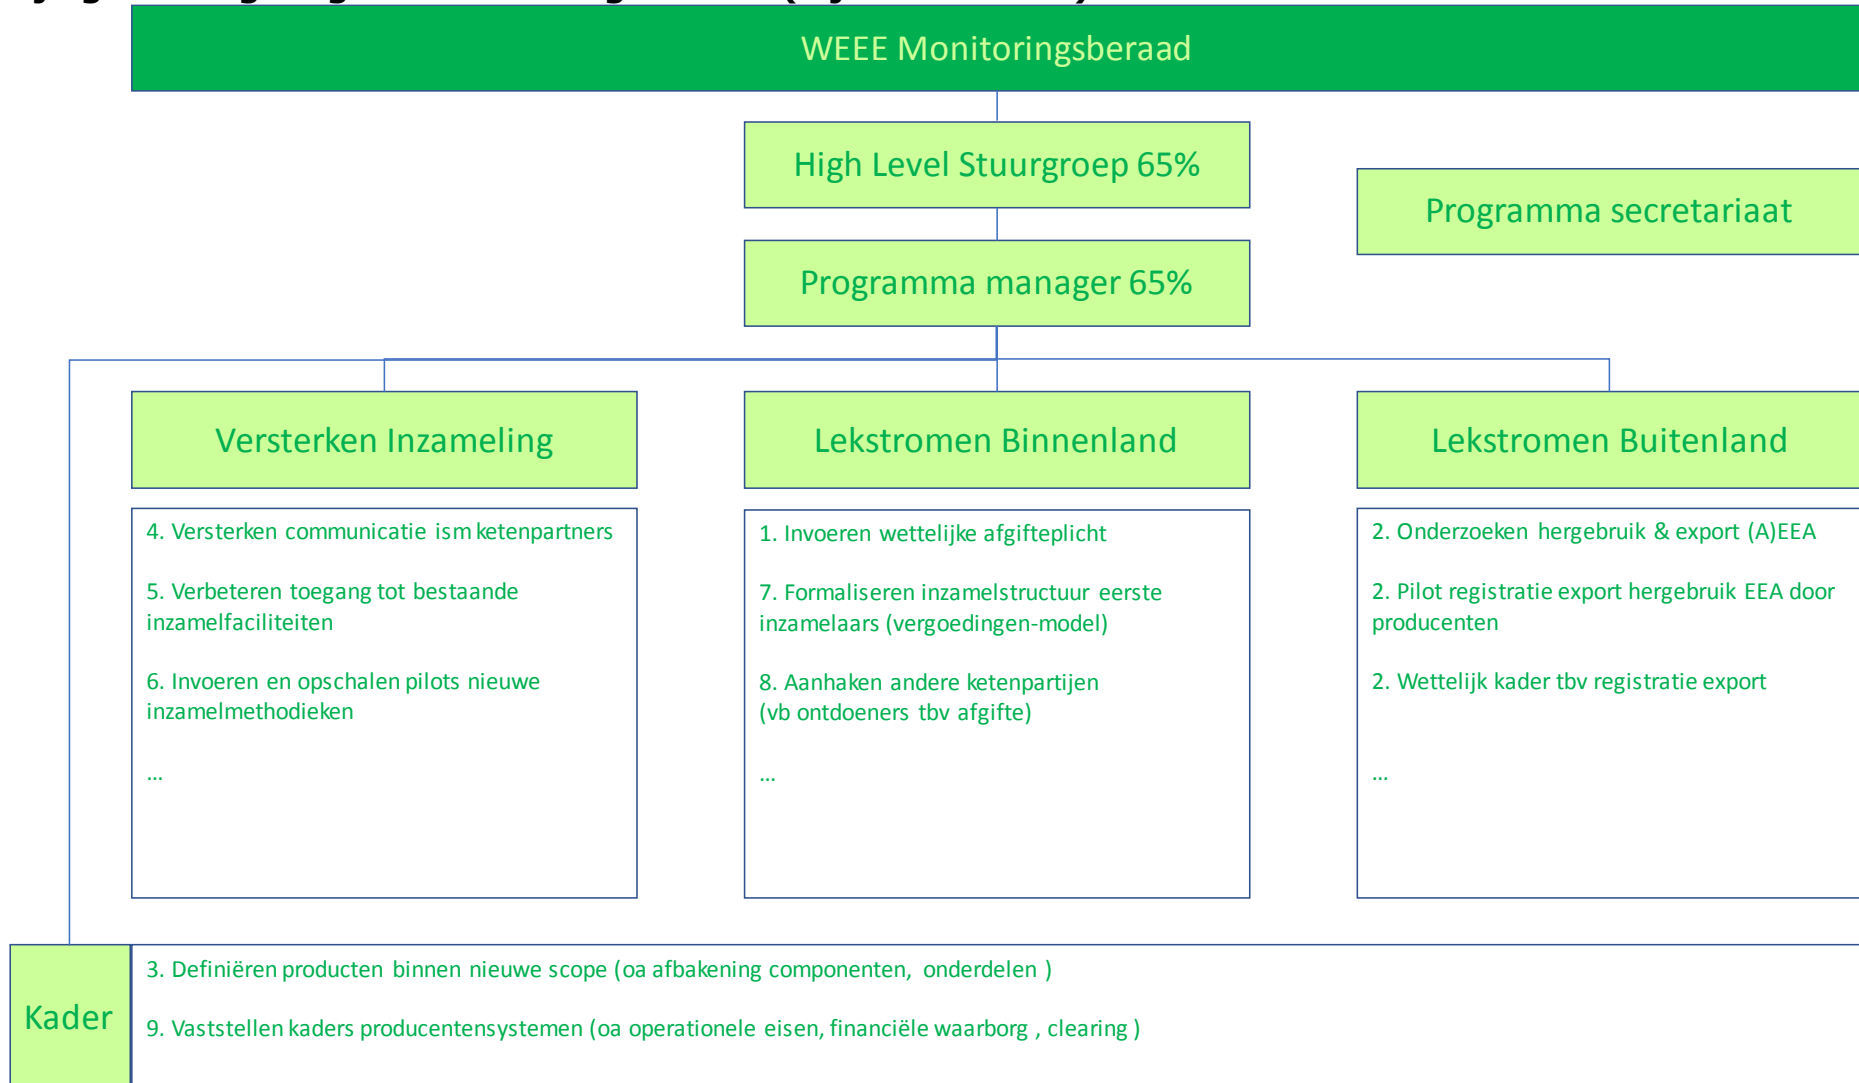 WEEE Monitoringsberaad
High Level Stuurgroep 65%
Programma secretariaat
Programma manager 65%
Versterken Inzameling
Lekstromen Binnenland
Lekstromen Buitenland
4. Versterken communicatie ism ketenpartners
5. Verbeteren toegang tot bestaande
inzamelfaciliteiten
6. Invoeren en opschalen pilots nieuwe
inzamelmethodieken
...
1. Invoeren wettelijke afgifteplicht
7. Formaliseren inzamelstructuur eerste
inzamelaars (vergoedingen-model)
8. Aanhaken andere ketenpartijen
(vb ontdoeners tbv afgifte)
...
2. Onderzoeken hergebruik & export (A)EEA
2. Pilot registratie export hergebruik EEA door
producenten
2. Wettelijk kader tbv registratie export
...
Kader
3. Definiëren producten binnen nieuwe scope (oa afbakening componenten, onderdelen )
9. Vaststellen kaders producentensystemen (oa operationele eisen, financiële waarborg , clearing )